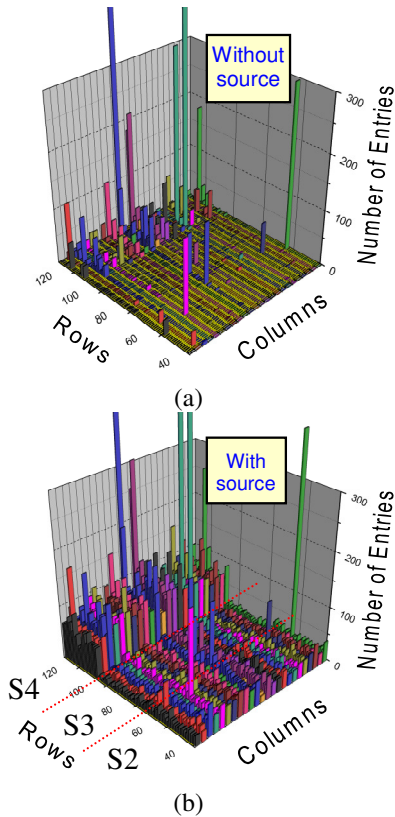 Without
source
300
200
100
0
Number of Entries
120
100
80
60
40
Rows
Columns
(a)
With
source
300
200
100
0
Number of Entries
120
100
80
60
40
S4
S3
S2
Rows
Columns
(b)